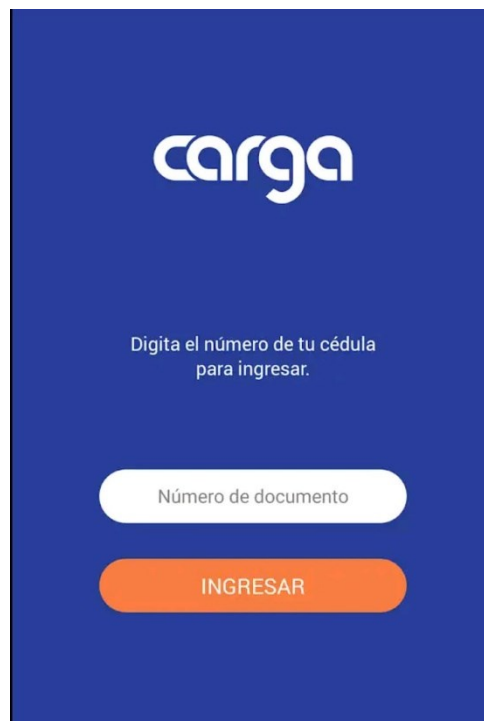 carga
Digita el número de tu cédula
para ingresar.
Número de documento
INGRESAR